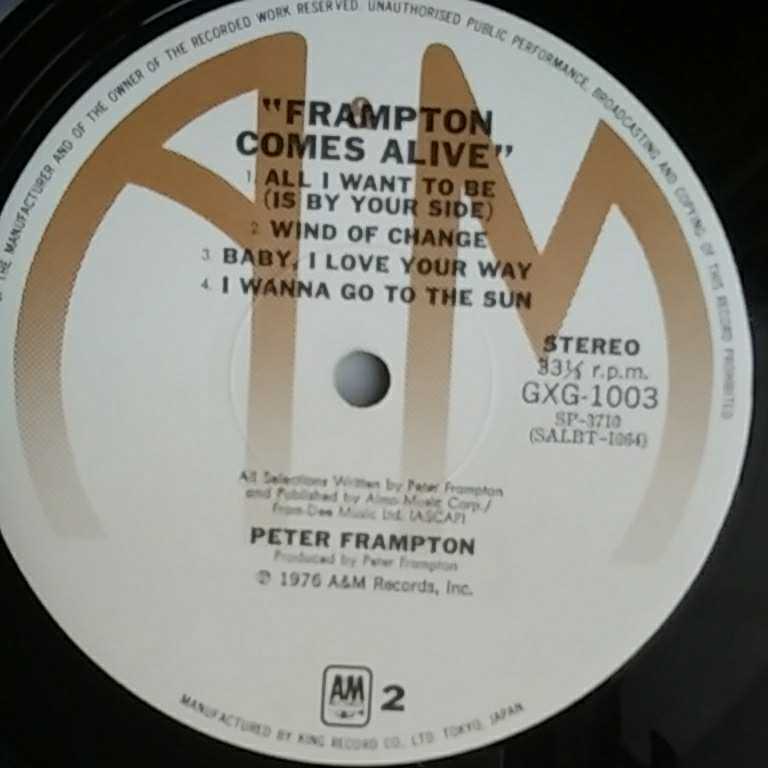 THE MANUFACTURER AND OF THE OWNER OF THE RECORDED WORK RESERVED. UNAUTHORISED PUBLIC PERFORMANCE, BROADCASTING AND COPYING OF THIS RECORD PROHIBITED
"FRAMPTON
COMES ALIVE"
1. ALL I WANT TO BE
(IS BY YOUR SIDE)
2. WIND OF CHANGE
3. BABY, I LOVE YOUR WAY
4. I WANNA GO TO THE SUN
STEREO
33⅓ r.p.m.
GXG-1003
SP-3710
(SALBT-1064)
All Selections Written by Peter Frampton
and Published by Almo Music Corp./
Fram-Dee Music Ltd. (ASCAP)
PETER FRAMPTON
Produced by Peter Frampton
℗ 1976 A&M Records, Inc.
AM 2
MANUFACTURED BY KING RECORD CO., LTD. TOKYO, JAPAN